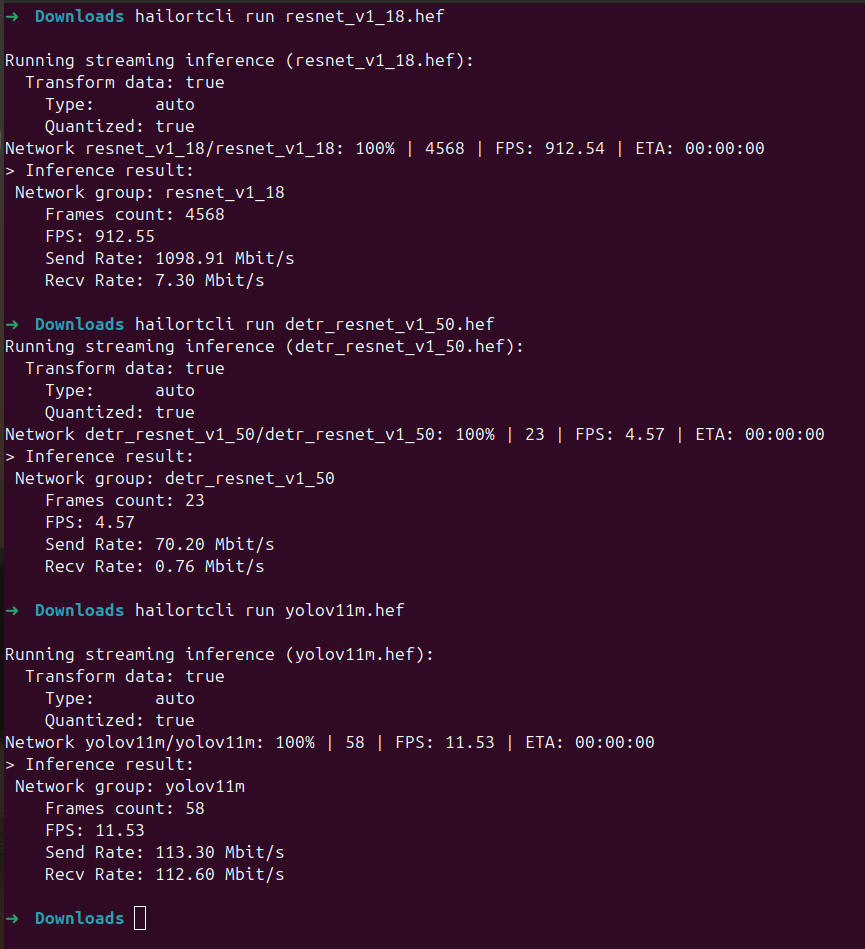 ➜  Downloads hailortcli run resnet_v1_18.hef

Running streaming inference (resnet_v1_18.hef):
  Transform data: true
    Type:      auto
    Quantized: true
Network resnet_v1_18/resnet_v1_18: 100% | 4568 | FPS: 912.54 | ETA: 00:00:00
> Inference result:
 Network group: resnet_v1_18
    Frames count: 4568
    FPS: 912.55
    Send Rate: 1098.91 Mbit/s
    Recv Rate: 7.30 Mbit/s

➜  Downloads hailortcli run detr_resnet_v1_50.hef
Running streaming inference (detr_resnet_v1_50.hef):
  Transform data: true
    Type:      auto
    Quantized: true
Network detr_resnet_v1_50/detr_resnet_v1_50: 100% | 23 | FPS: 4.57 | ETA: 00:00:00
> Inference result:
 Network group: detr_resnet_v1_50
    Frames count: 23
    FPS: 4.57
    Send Rate: 70.20 Mbit/s
    Recv Rate: 0.76 Mbit/s

➜  Downloads hailortcli run yolov11m.hef

Running streaming inference (yolov11m.hef):
  Transform data: true
    Type:      auto
    Quantized: true
Network yolov11m/yolov11m: 100% | 58 | FPS: 11.53 | ETA: 00:00:00
> Inference result:
 Network group: yolov11m
    Frames count: 58
    FPS: 11.53
    Send Rate: 113.30 Mbit/s
    Recv Rate: 112.60 Mbit/s

➜  Downloads